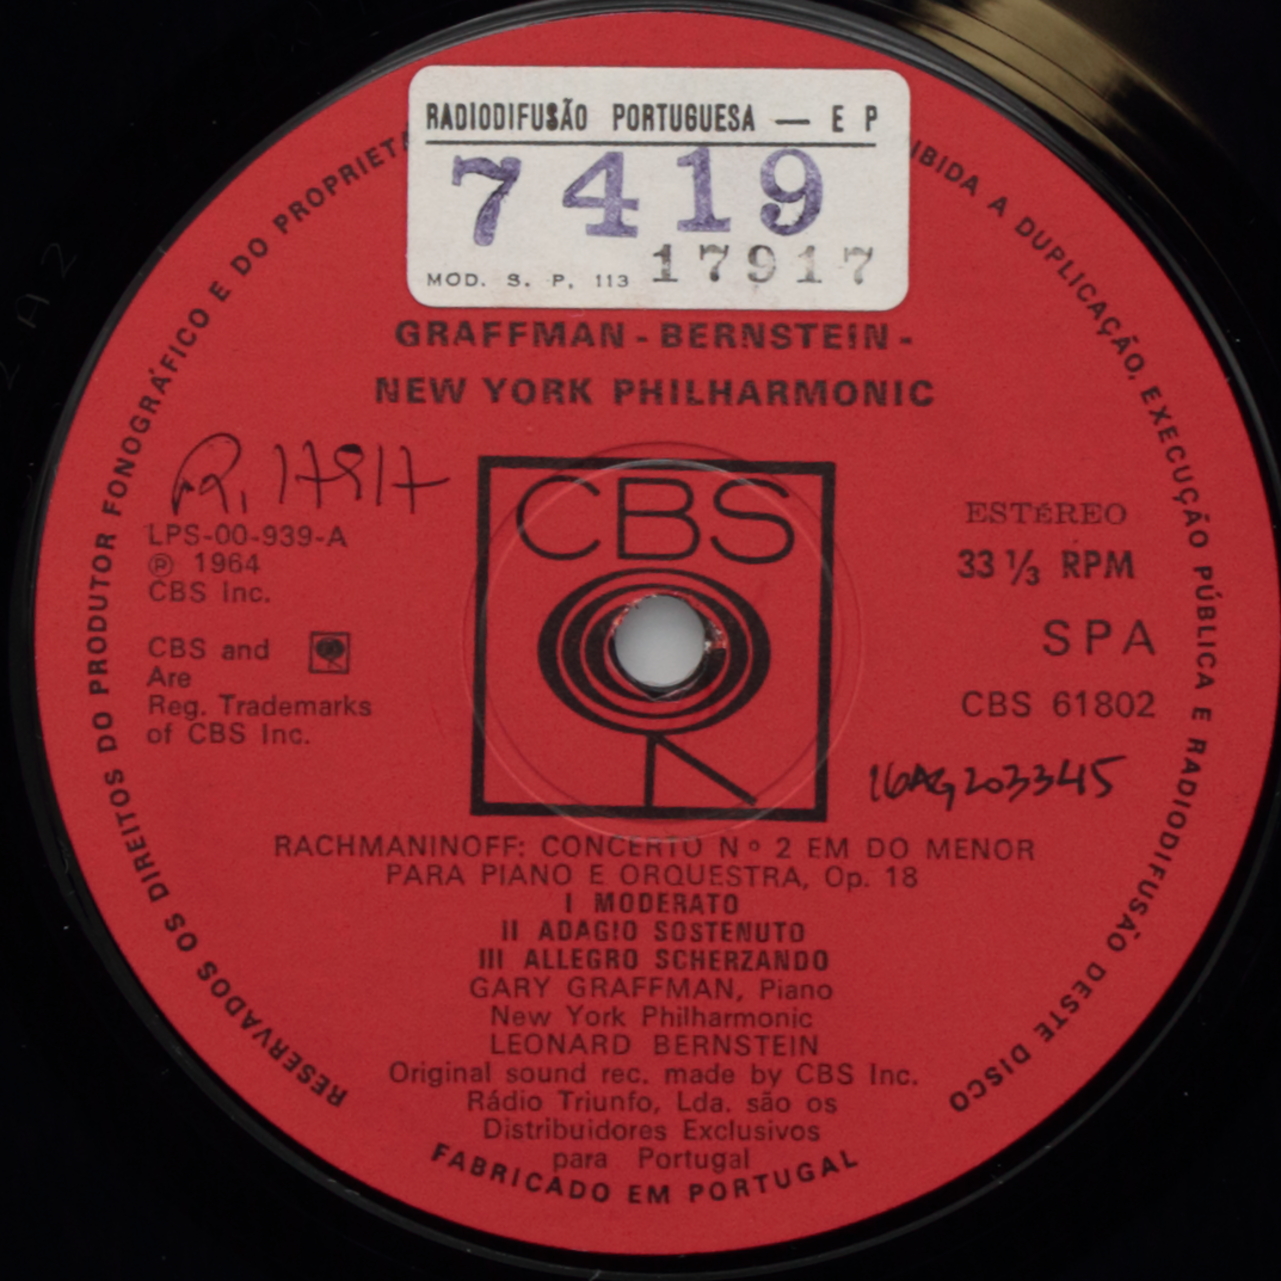 RADIODIFUSÃO PORTUGUESA — E P
7419
MOD. S. P. 113 17917
RESERVADOS OS DIREITOS DO PRODUTOR FONOGRÁFICO E DO
IBIDA A DUPLICAÇÃO, EXECUÇÃO PÚBLICA E RADIODIFUSÃO DESTE DISCO
GRAFFMAN - BERNSTEIN -
NEW YORK PHILHARMONIC
R. 17917
LPS-00-939-A
℗ 1964
CBS Inc.
CBS and
Are
Reg. Trademarks
of CBS Inc.
CBS
ESTéREO
33 1/3 RPM
SPA
CBS 61802
16AG203345
RACHMANINOFF: CONCERTO Nº 2 EM DO MENOR
PARA PIANO E ORQUESTRA, Op. 18
I MODERATO
II ADAGIO SOSTENUTO
III ALLEGRO SCHERZANDO
GARY GRAFFMAN, Piano
New York Philharmonic
LEONARD BERNSTEIN
Original sound rec. made by CBS Inc.
Rádio Triunfo, Lda. são os
Distribuidores Exclusivos
para Portugal
FABRICADO EM PORTUGAL